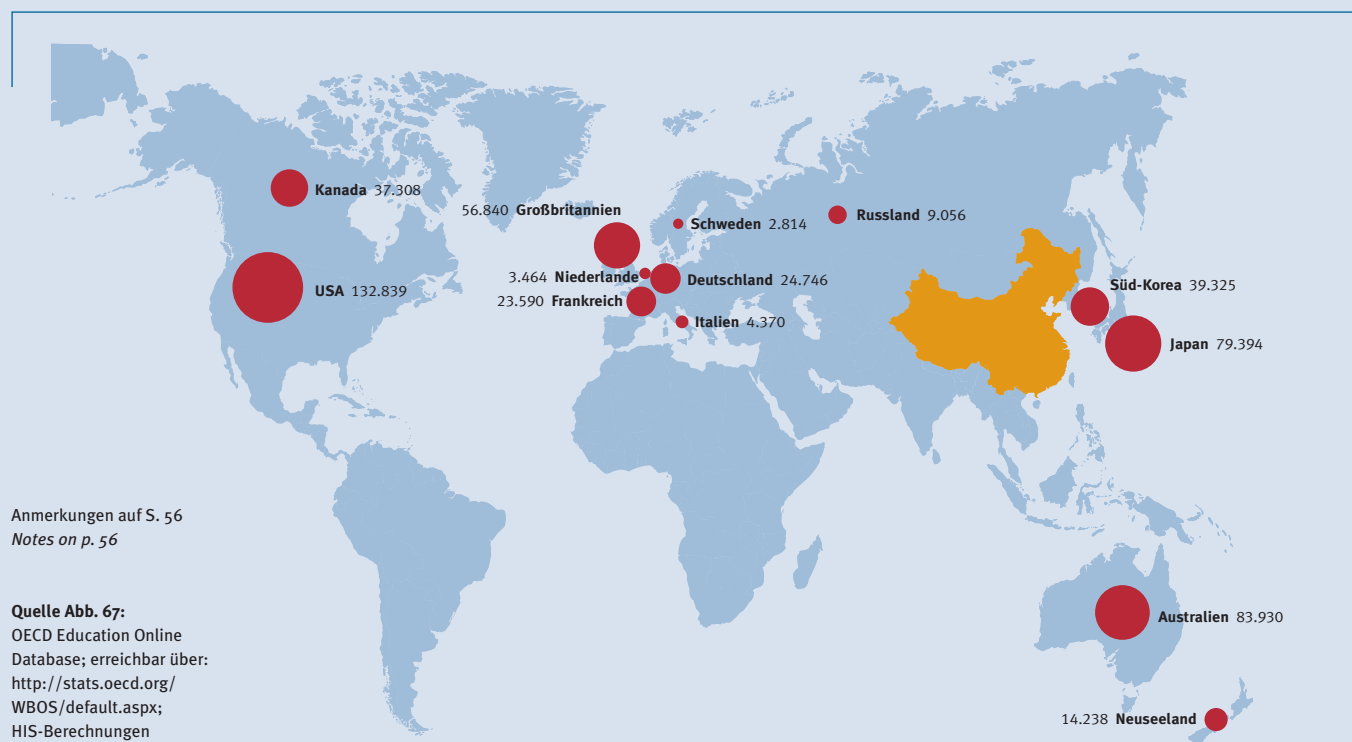 Kanada 37.308
56.840 Großbritannien
Schweden 2.814
Russland 9.056
USA 132.839
3.464 Niederlande
Deutschland 24.746
23.590 Frankreich
Italien 4.370
Süd-Korea 39.325
Japan 79.394
Anmerkungen auf S. 56
Notes on p. 56
Quelle Abb. 67:
OECD Education Online
Database; erreichbar über:
http://stats.oecd.org/
WBOS/default.aspx;
HIS-Berechnungen
Australien 83.930
14.238 Neuseeland